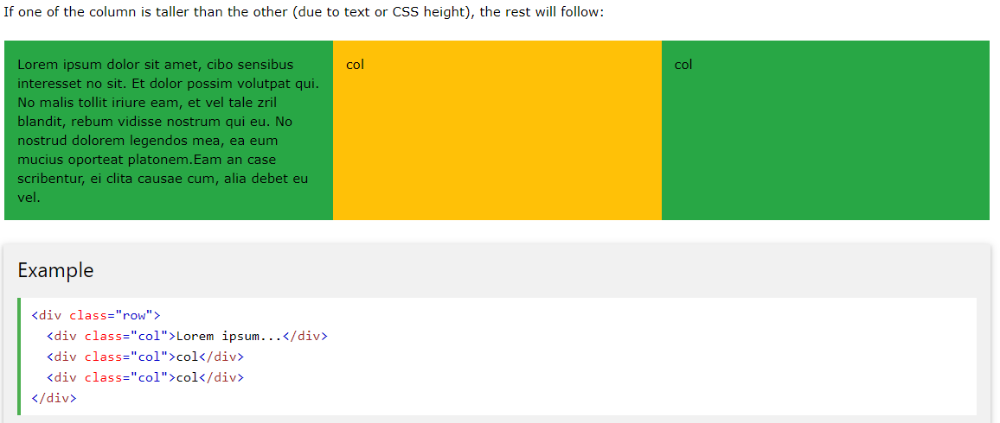 If one of the column is taller than the other (due to text or CSS height), the rest will follow:
Lorem ipsum dolor sit amet, cibo sensibus
interesset no sit. Et dolor possim volutpat qui.
No malis tollit iriure eam, et vel tale zril
blandit, rebum vidisse nostrum qui eu. No
nostrud dolorem legendos mea, ea eum
mucius oporteat platonem.Eam an case
scribentur, ei clita causae cum, alia debet eu
vel.
col
col
Example
<div class="row">
  <div class="col">Lorem ipsum...</div>
  <div class="col">col</div>
  <div class="col">col</div>
</div>